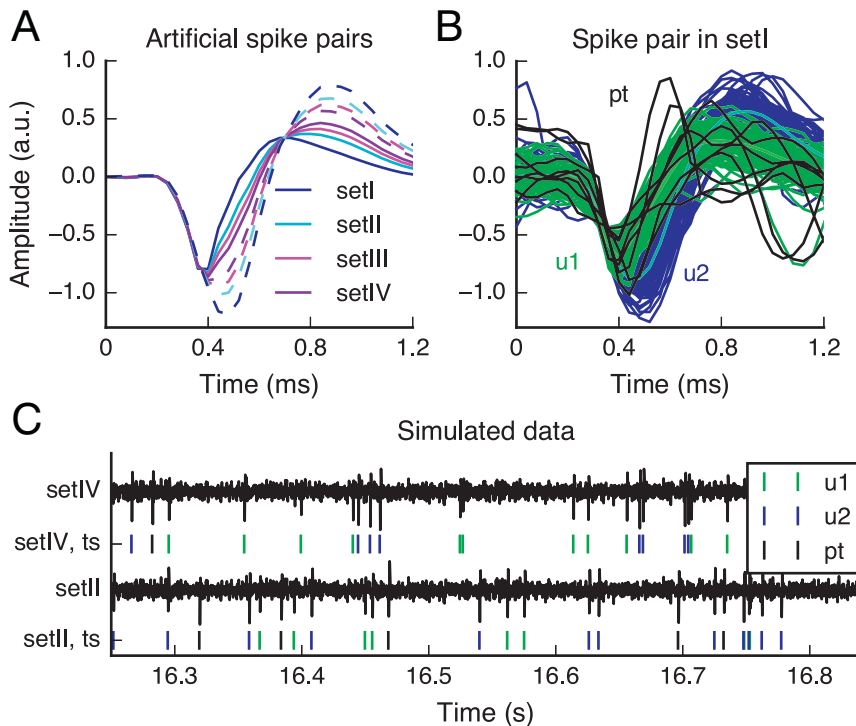 A
Artificial spike pairs
Amplitude (a.u.)
1.0
0.5
0.0
−0.5
−1.0
setI
setII
setIII
setIV
0
0.4
0.8
1.2
Time (ms)
B
Spike pair in setI
1.0
0.5
0.0
−0.5
−1.0
pt
u1
u2
0
0.4
0.8
1.2
Time (ms)
C
Simulated data
setIV
setIV, ts
setII
setII, ts
u1
u2
pt
16.3
16.4
16.5
16.6
16.7
16.8
Time (s)